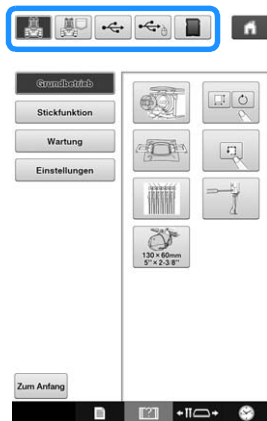 Grundbetrieb
Stickfunktion
Wartung
Einstellungen
130 × 60mm
5" × 2-3 8"
Zum Anfang